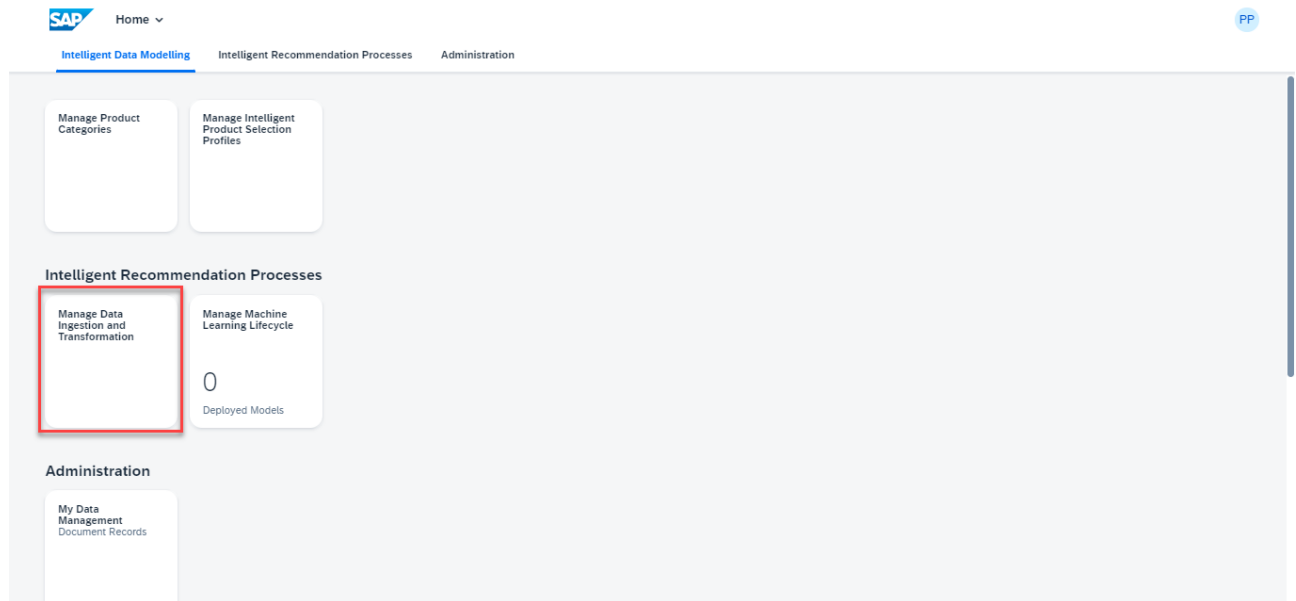 SAP Home
PP
Intelligent Data Modelling Intelligent Recommendation Processes Administration
Manage Product
Categories
Manage Intelligent
Product Selection
Profiles
Intelligent Recommendation Processes
Manage Data
Ingestion and
Transformation
Manage Machine
Learning Lifecycle
0
Deployed Models
Administration
My Data
Management
Document Records